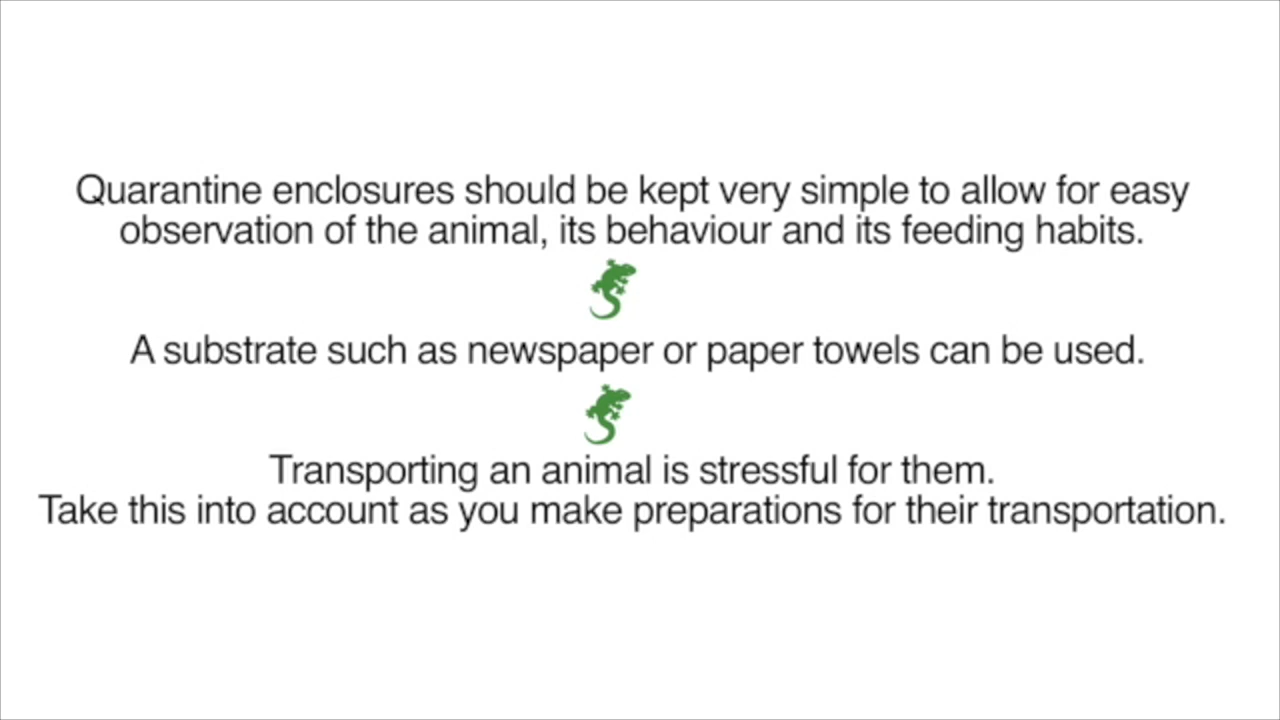 Quarantine enclosures should be kept very simple to allow for easy
observation of the animal, its behaviour and its feeding habits.
A substrate such as newspaper or paper towels can be used.
Transporting an animal is stressful for them.
Take this into account as you make preparations for their transportation.